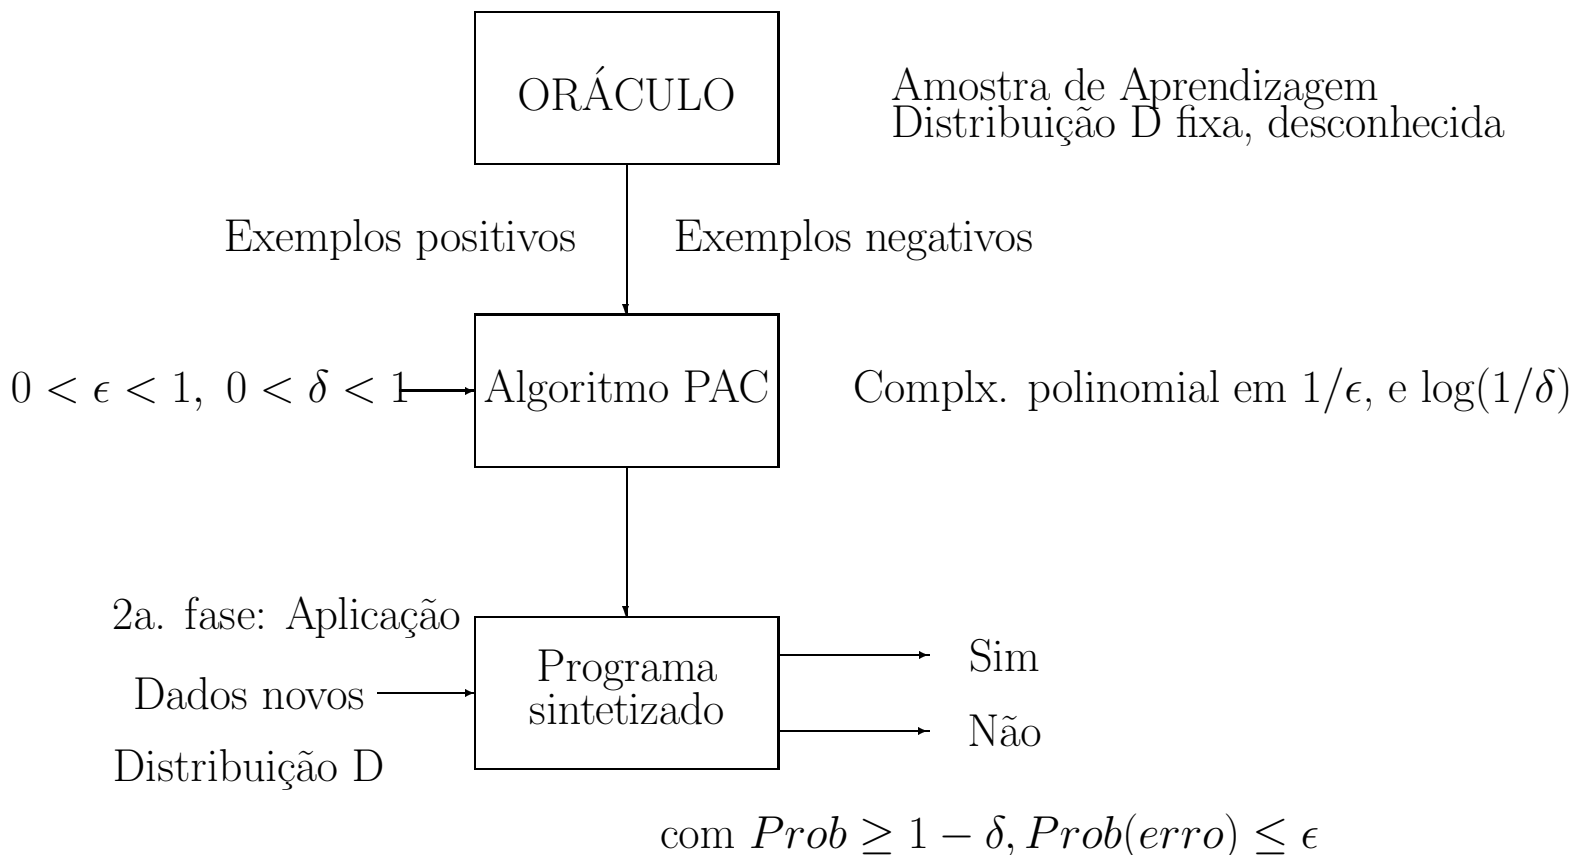 ORÁCULO
Amostra de Aprendizagem
Distribuição D fixa, desconhecida
Exemplos positivos
Exemplos negativos
0 < ϵ < 1, 0 < δ < 1
Algoritmo PAC
Complx. polinomial em 1/ϵ, e log(1/δ)
2a. fase: Aplicação
Programa
sintetizado
Sim
Dados novos
Não
Distribuição D
com Prob ≥ 1 − δ, Prob(erro) ≤ ϵ